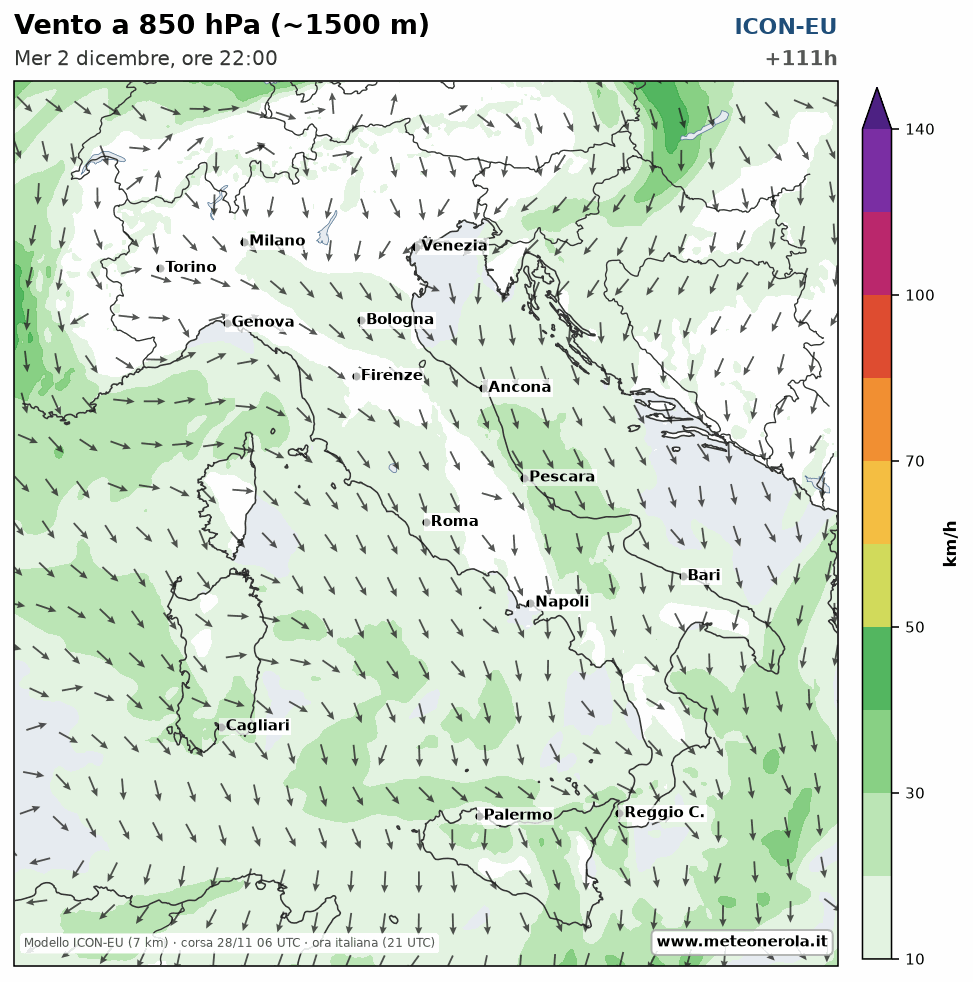 Vento a 850 hPa (~1500 m)
ICON-EU
Mer 2 dicembre, ore 22:00
+111h
140
100
70
50
30
10
km/h
Milano
Venezia
Torino
Genova
Bologna
Firenze
Ancona
Pescara
Roma
Bari
Napoli
Cagliari
Palermo
Reggio C.
Modello ICON-EU (7 km) · corsa 28/11 06 UTC · ora italiana (21 UTC)
www.meteonerola.it